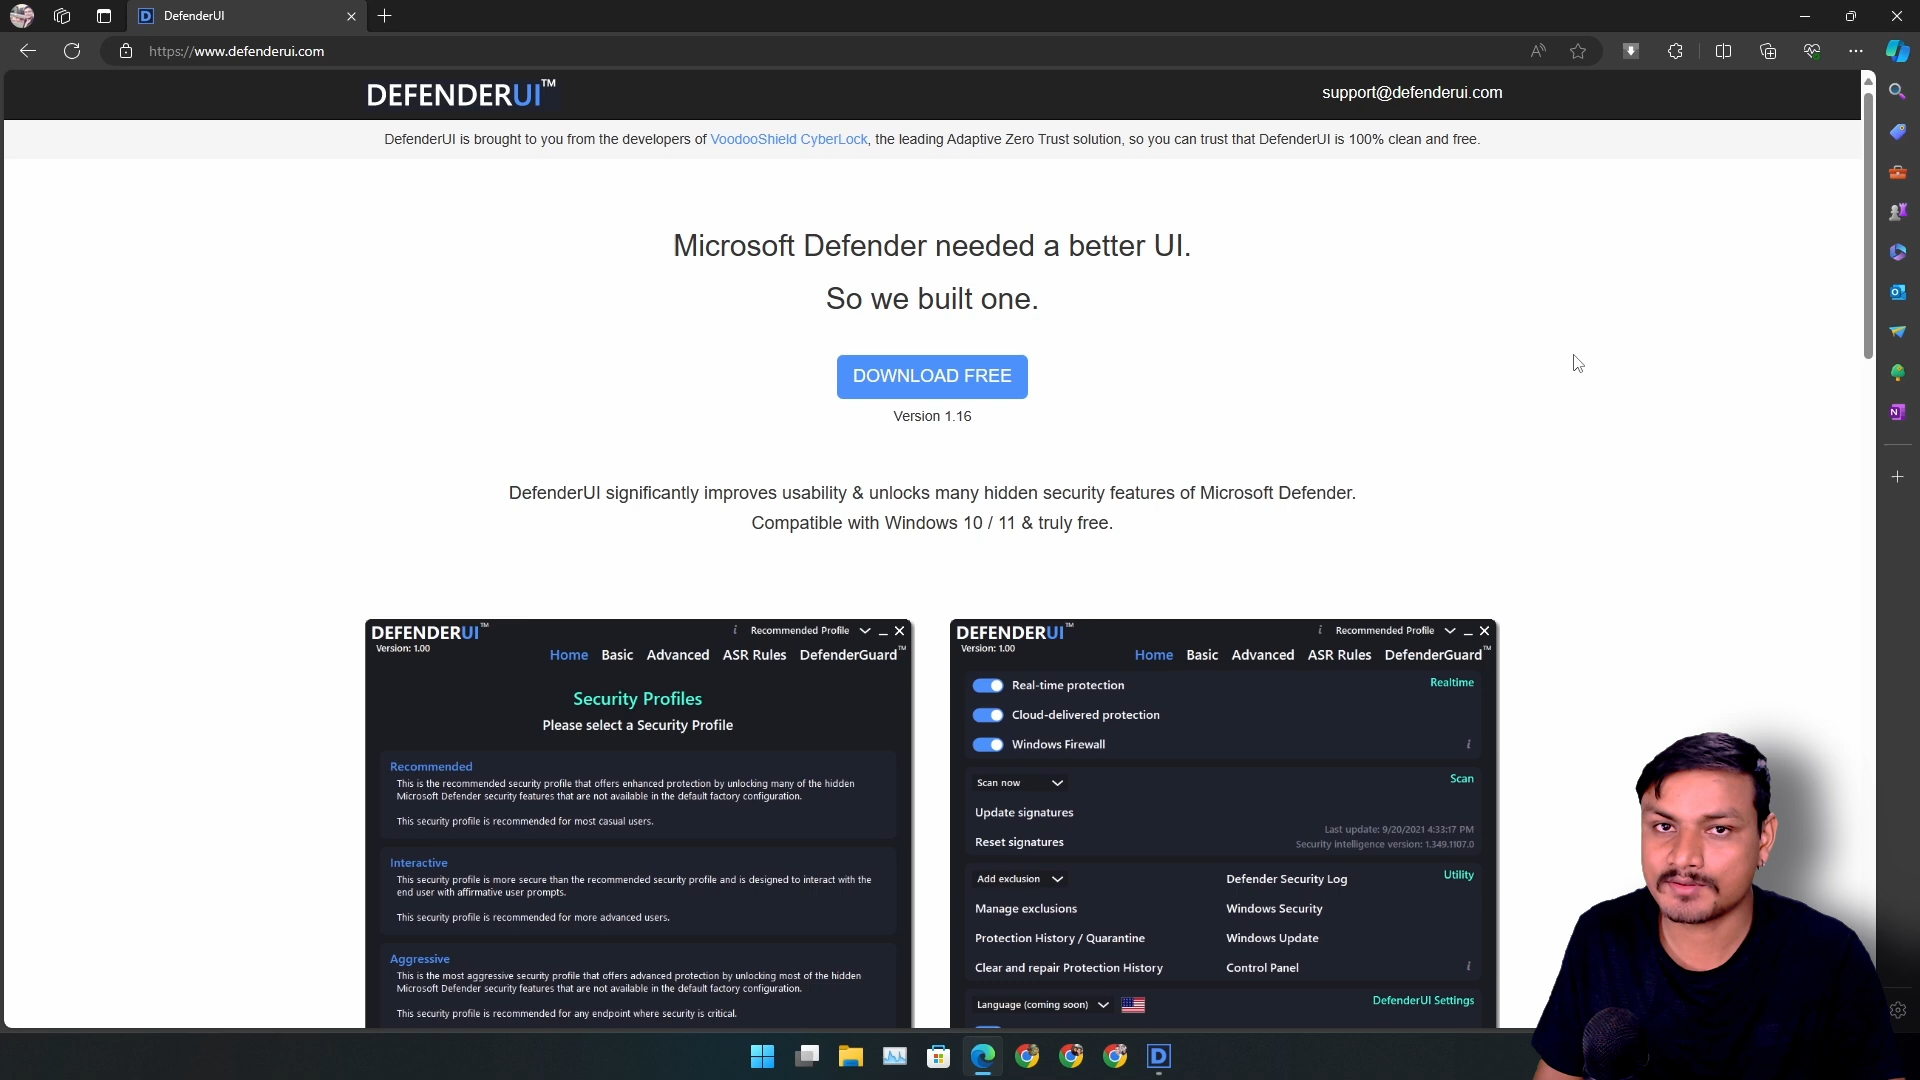 DefenderUI
https://www.defenderui.com
DEFENDERUI™
support@defenderui.com
DefenderUI is brought to you from the developers of VoodooShield CyberLock, the leading Adaptive Zero Trust solution, so you can trust that DefenderUI is 100% clean and free.
Microsoft Defender needed a better UI.
So we built one.
DOWNLOAD FREE
Version 1.16
DefenderUI significantly improves usability & unlocks many hidden security features of Microsoft Defender.
Compatible with Windows 10 / 11 & truly free.
DEFENDERUI™
Version: 1.00
Recommended Profile
Home Basic Advanced ASR Rules DefenderGuard™
Security Profiles
Please select a Security Profile
Recommended
This is the recommended security profile that offers enhanced protection by unlocking many of the hidden
Microsoft Defender security features that are not available in the default factory configuration.
This security profile is recommended for most casual users.
Interactive
This security profile is more secure than the recommended security profile and is designed to interact with the
end user with affirmative user prompts.
This security profile is recommended for more advanced users.
Aggressive
This is the most aggressive security profile that offers advanced protection by unlocking most of the hidden
Microsoft Defender security features that are not available in the default factory configuration.
This security profile is recommended for any endpoint where security is critical.
DEFENDERUI™
Version: 1.00
Recommended Profile
Home Basic Advanced ASR Rules DefenderGuard™
Real-time protection
Realtime
Cloud-delivered protection
Windows Firewall
Scan now
Scan
Update signatures
Last update: 9/20/2021 4:33:17 PM
Reset signatures
Security intelligence version: 1.349.1107.0
Add exclusion
Defender Security Log
Utility
Manage exclusions
Windows Security
Protection History / Quarantine
Windows Update
Clear and repair Protection History
Control Panel
Language (coming soon)
DefenderUI Settings